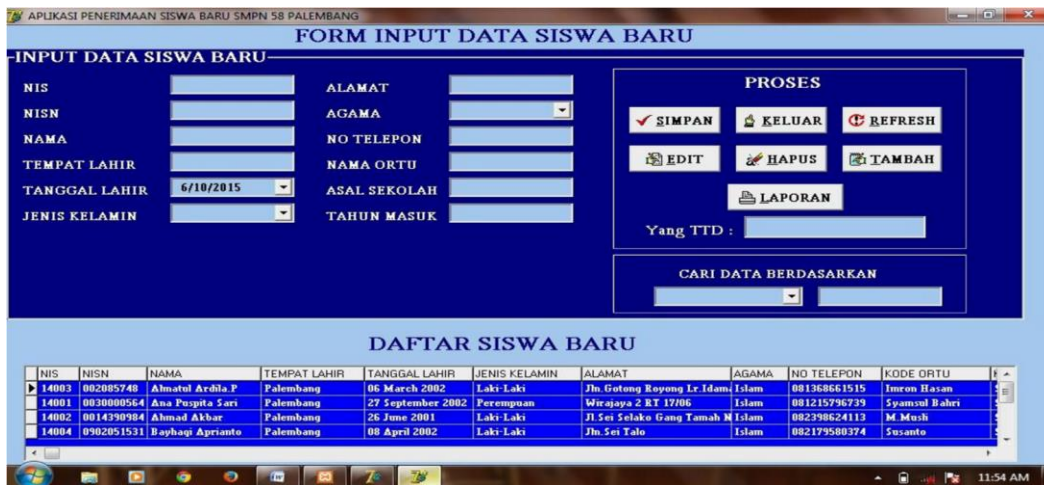 APLIKASI PENERIMAAN SISWA BARU SMPN 58 PALEMBANG
FORM INPUT DATA SISWA BARU
INPUT DATA SISWA BARU
NIS
NISN
NAMA
TEMPAT LAHIR
TANGGAL LAHIR 6/10/2015
JENIS KELAMIN
ALAMAT
AGAMA
NO TELEPON
NAMA ORTU
ASAL SEKOLAH
TAHUN MASUK
PROSES
SIMPAN KELUAR REFRESH
EDIT HAPUS TAMBAH
LAPORAN
Yang TTD :
CARI DATA BERDASARKAN
DAFTAR SISWA BARU
NIS NISN NAMA TEMPAT LAHIR TANGGAL LAHIR JENIS KELAMIN ALAMAT AGAMA NO TELEPON KODE ORTU
14003 002085748 Almatul Ardila.P Palembang 06 March 2002 Laki-Laki Jln.Gotong Royong Lr.Idam Islam 081368661515 Imron Hasan
14001 0030000564 Ana Puspita Sari Palembang 27 September 2002 Perempuan Wirajaya 2 RT 17/06 Islam 081215796739 Syamsul Bahri
14002 0014390984 Ahmad Akbar Palembang 26 June 2001 Laki-Laki Jl.Sei Selako Gang Tamah N Islam 082398624113 M.Musli
14004 0902051531 Bayhaqi Aprianto Palembang 08 April 2002 Laki-Laki Jln.Sei Talo Islam 082179580374 Susanto
11:54 AM